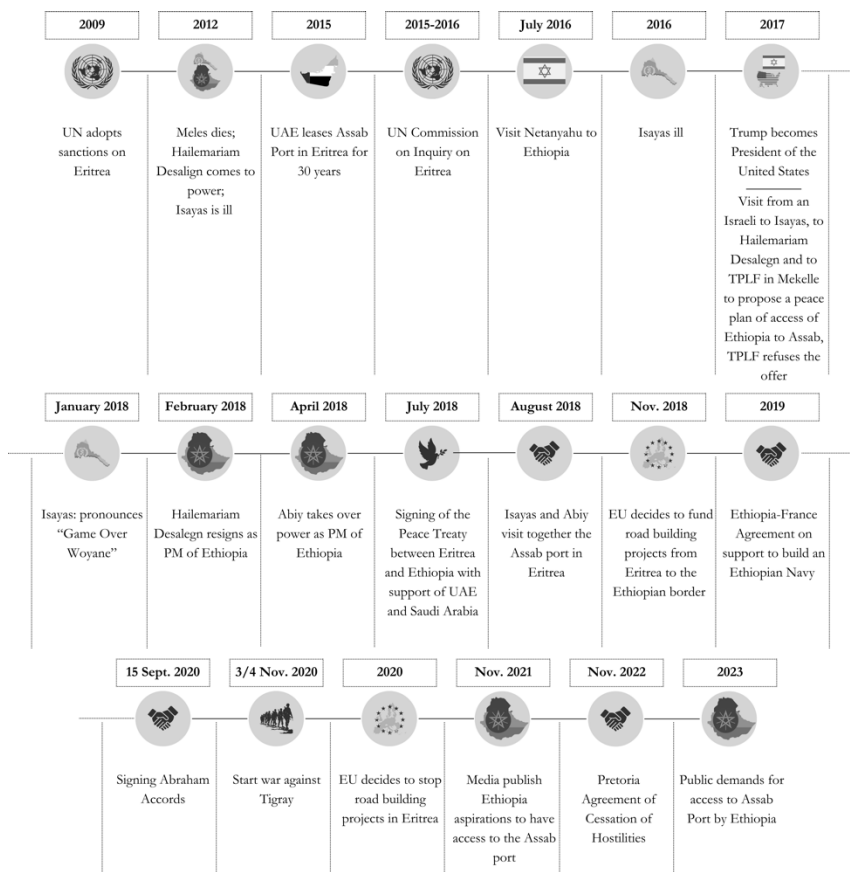 2009
UN adopts
sanctions on
Eritrea
2012
Meles dies;
Hailemariam
Desalign comes to
power;
Isayas is ill
2015
UAE leases Assab
Port in Eritrea for
30 years
2015-2016
UN Commission
on Inquiry on
Eritrea
July 2016
Visit Netanyahu to
Ethiopia
2016
Isayas ill
2017
Trump becomes
President of the
United States
Visit from an
Israeli to Isayas, to
Hailemariam
Desalegn and to
TPLF in Mekelle
to propose a peace
plan of access of
Ethiopia to Assab,
TPLF refuses the
offer
January 2018
Isayas: pronounces
“Game Over
Woyane”
February 2018
Hailemariam
Desalegn resigns as
PM of Ethiopia
April 2018
Abiy takes over
power as PM of
Ethiopia
July 2018
Signing of the
Peace Treaty
between Eritrea
and Ethiopia with
support of UAE
and Saudi Arabia
August 2018
Isayas and Abiy
visit together the
Assab port in
Eritrea
Nov. 2018
EU decides to fund
road building
projects from
Eritrea to the
Ethiopian border
2019
Ethiopia-France
Agreement on
support to build an
Ethiopian Navy
15 Sept. 2020
Signing Abraham
Accords
3/4 Nov. 2020
Start war against
Tigray
2020
EU decides to stop
road building
projects in Eritrea
Nov. 2021
Media publish
Ethiopia
aspirations to have
access to the Assab
port
Nov. 2022
Pretoria
Agreement of
Cessation of
Hostilities
2023
Public demands for
access to Assab
Port by Ethiopia